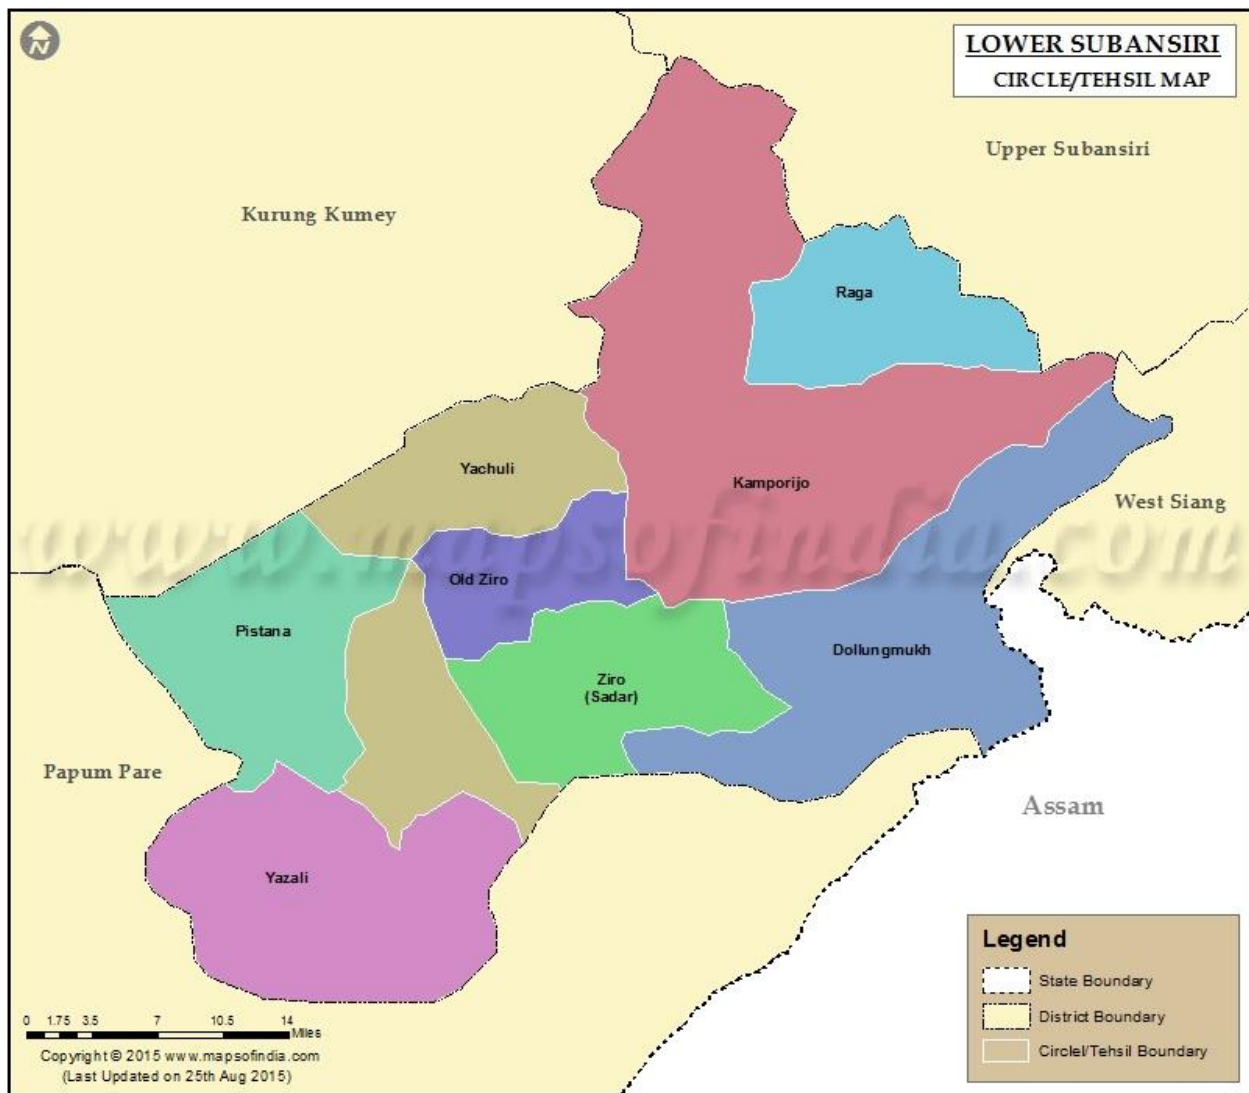 N
LOWER SUBANSIRI
CIRCLE/TEHSIL MAP
Upper Subansiri
Kurung Kumey
Raga
Yachuli
Kamporijo
West Siang
www.mapsofindia.com
Old Ziro
Pistana
Dollungmukh
Ziro
(Sadar)
Papum Pare
Assam
Yazali
Legend
State Boundary
District Boundary
Circlel/Tehsil Boundary
0 1.75 3.5 7 10.5 14
Miles
Copyright © 2015 www.mapsofindia.com
(Last Updated on 25th Aug 2015)